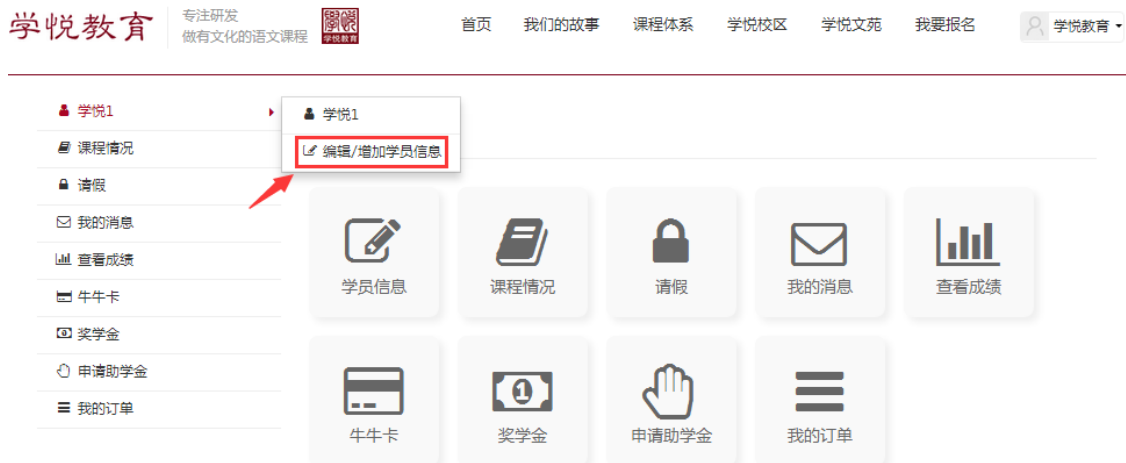 学悦教育
专注研发
做有文化的语文课程
學悦
学悦教育
首页 我们的故事 课程体系 学悦校区 学悦文苑 我要报名 学悦教育
学悦1
课程情况
请假
我的消息
查看成绩
牛牛卡
奖学金
申请助学金
我的订单
学悦1
编辑/增加学员信息
学员信息 课程情况 请假 我的消息 查看成绩
1
牛牛卡 奖学金 申请助学金 我的订单